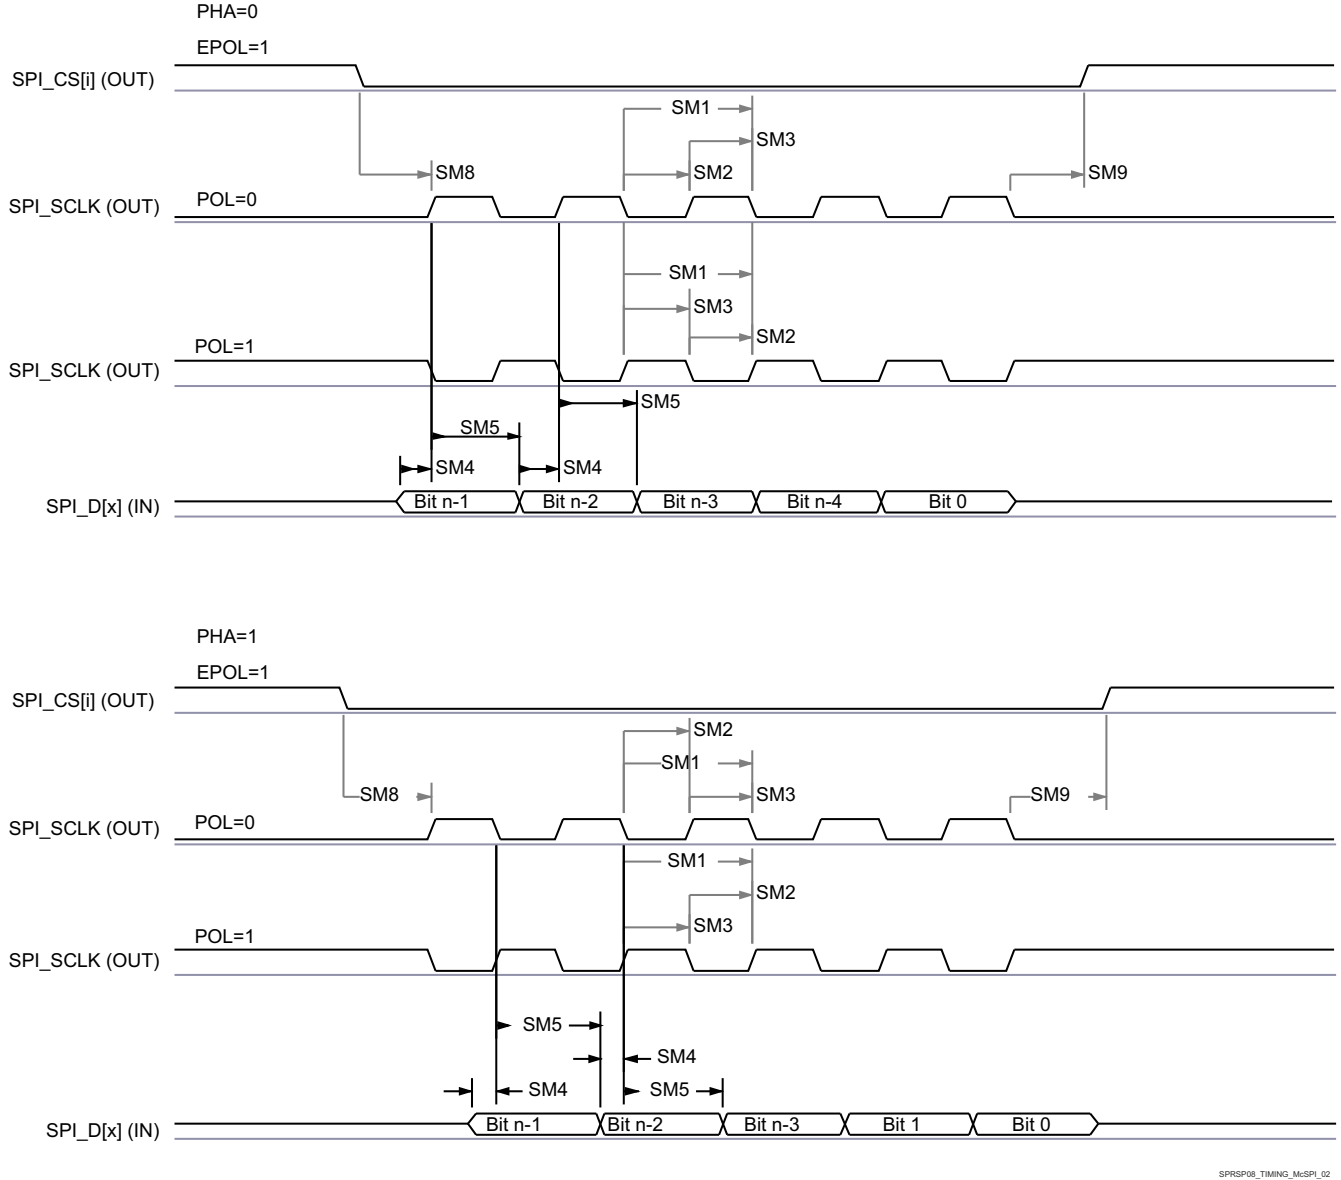 PHA=0
EPOL=1
SPI_CS[i] (OUT)
SM1
SM3
SM8
SM2
SM9
SPI_SCLK (OUT)
POL=0
SM1
SM3
SM2
POL=1
SPI_SCLK (OUT)
SM5
SM5
SM4
SM4
SPI_D[x] (IN)
Bit n-1
Bit n-2
Bit n-3
Bit n-4
Bit 0
PHA=1
EPOL=1
SPI_CS[i] (OUT)
SM2
SM1
SM8
SM3
SM9
SPI_SCLK (OUT)
POL=0
SM1
SM2
SM3
POL=1
SPI_SCLK (OUT)
SM5
SM4
SM4
SM5
SPI_D[x] (IN)
Bit n-1
Bit n-2
Bit n-3
Bit 1
Bit 0
SPRSP08_TIMING_McSPI_02